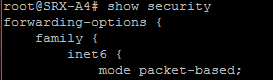 root@SRX-A4# show security
forwarding-options {
family {
inet6 {
mode packet-based;